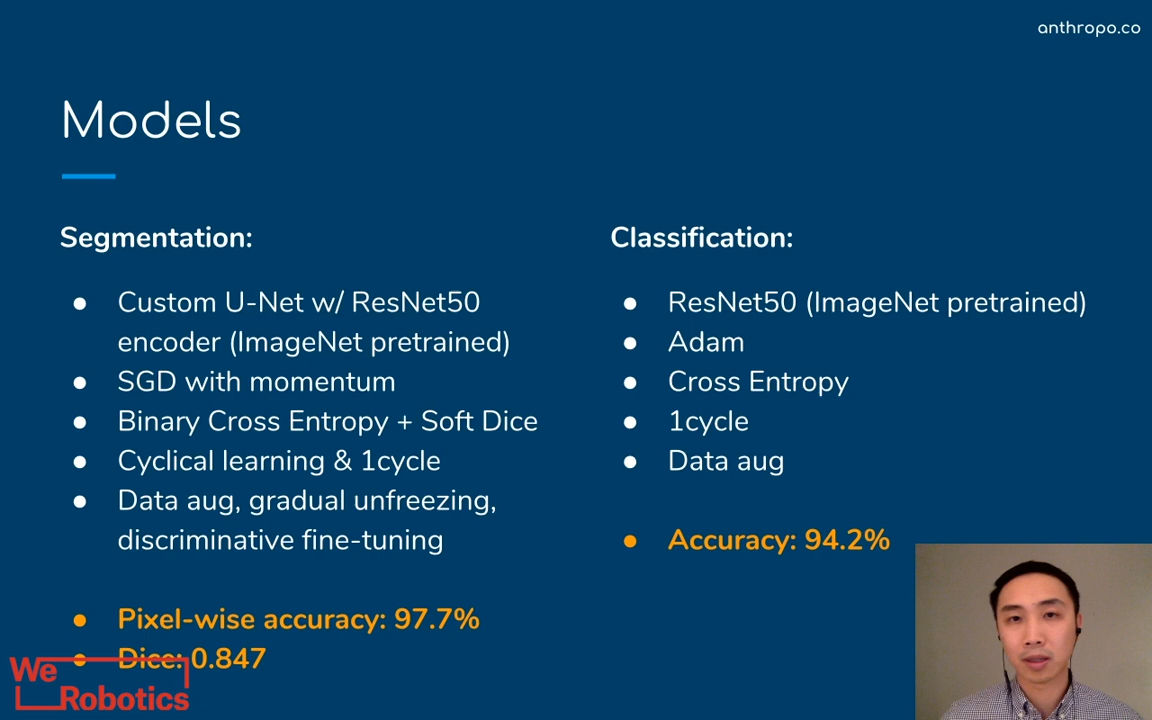 anthropo.co
Models
Segmentation:
● Custom U-Net w/ ResNet50
encoder (ImageNet pretrained)
● SGD with momentum
● Binary Cross Entropy + Soft Dice
● Cyclical learning & 1cycle
● Data aug, gradual unfreezing,
discriminative fine-tuning
● Pixel-wise accuracy: 97.7%
● Dice: 0.847
Classification:
● ResNet50 (ImageNet pretrained)
● Adam
● Cross Entropy
● 1cycle
● Data aug
● Accuracy: 94.2%
We
Robotics